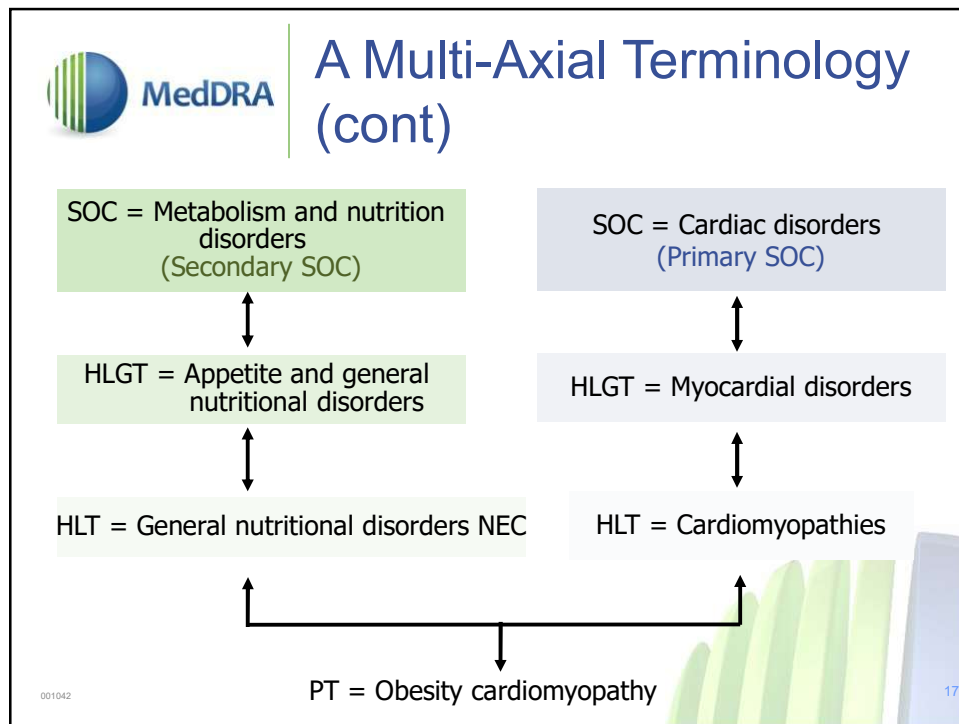 MedDRA
A Multi-Axial Terminology
(cont)
SOC = Metabolism and nutrition
disorders
(Secondary SOC)
SOC = Cardiac disorders
(Primary SOC)
HLGT = Appetite and general
nutritional disorders
HLGT = Myocardial disorders
HLT = General nutritional disorders NEC
HLT = Cardiomyopathies
PT = Obesity cardiomyopathy
001042
17